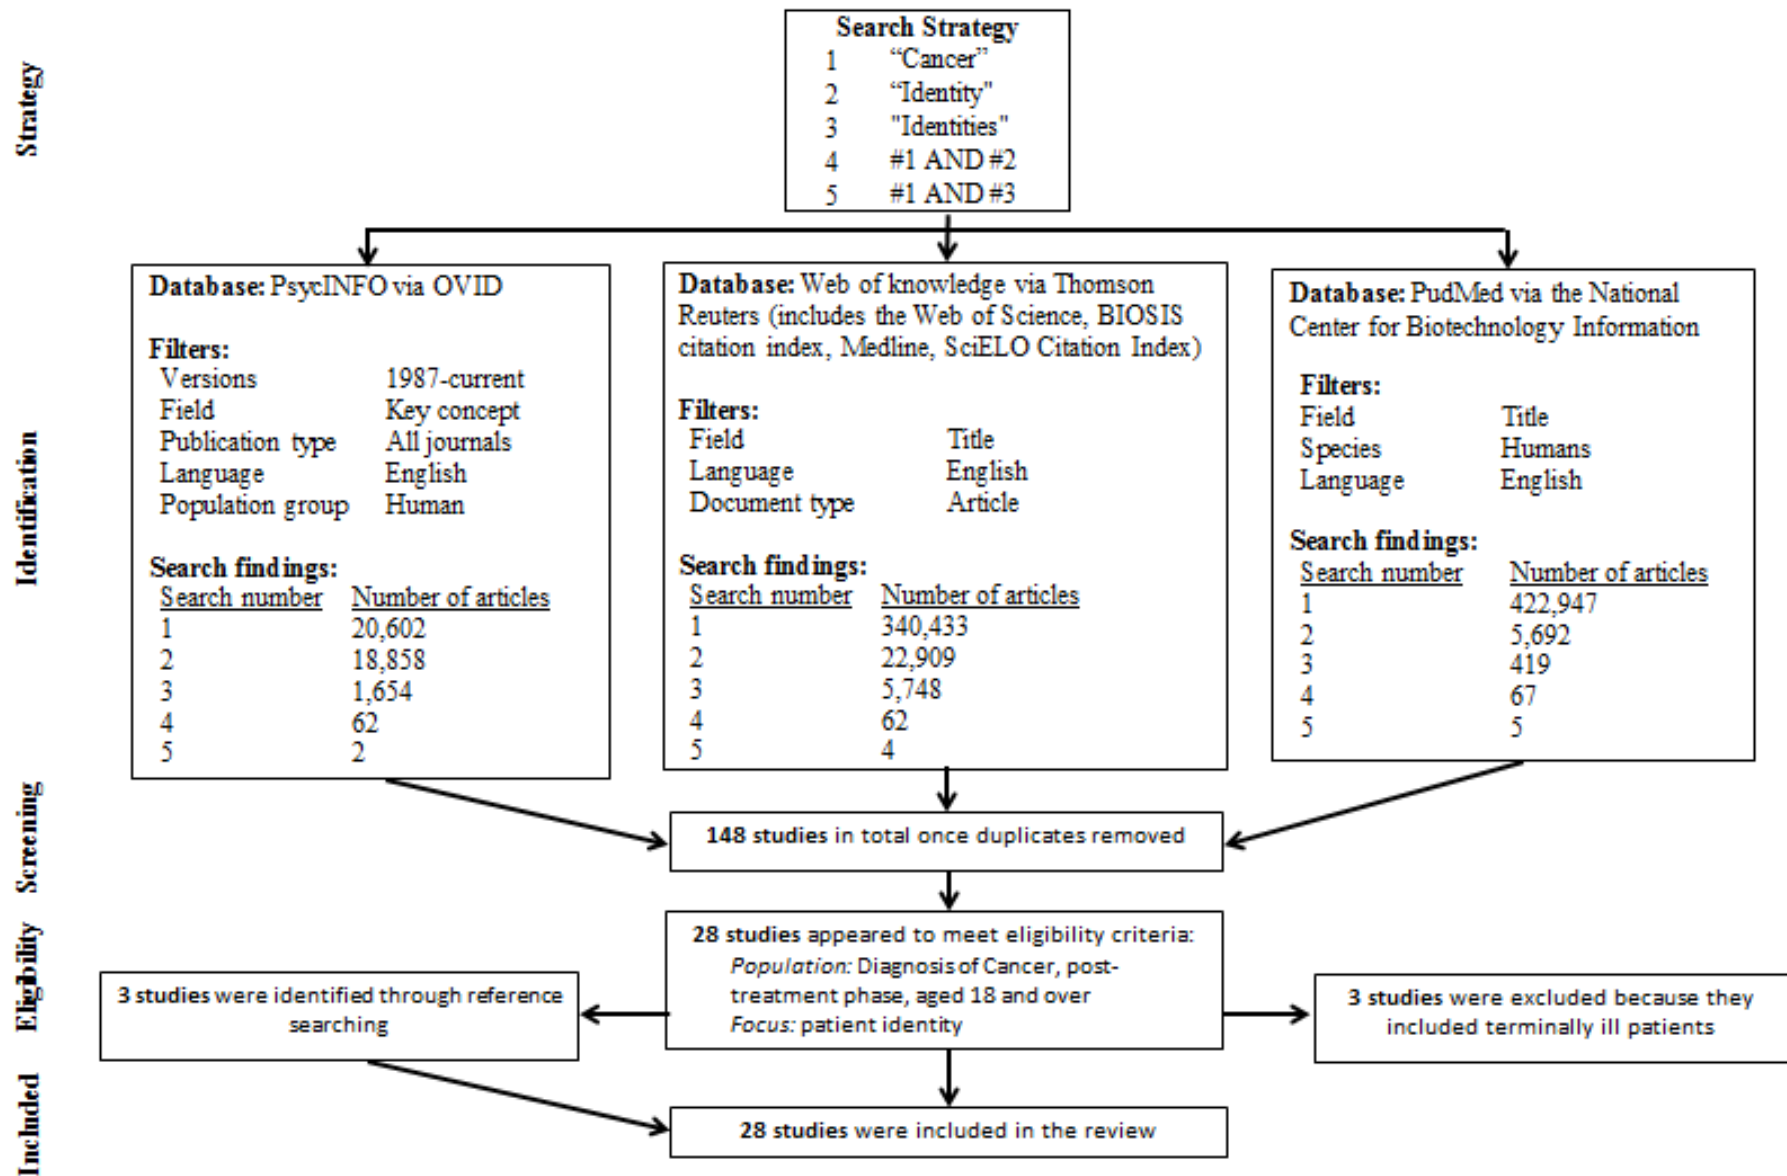 Strategy
Search Strategy
1 “Cancer”
2 “Identity"
3 "Identities"
4 #1 AND #2
5 #1 AND #3
Identification
Database: PsycINFO via OVID
Filters:
Versions 1987-current
Field Key concept
Publication type All journals
Language English
Population group Human
Search findings:
Search number Number of articles
1 20,602
2 18,858
3 1,654
4 62
5 2
Database: Web of knowledge via Thomson
Reuters (includes the Web of Science, BIOSIS
citation index, Medline, SciELO Citation Index)
Filters:
Field Title
Language English
Document type Article
Search findings:
Search number Number of articles
1 340,433
2 22,909
3 5,748
4 62
5 4
Database: PudMed via the National
Center for Biotechnology Information
Filters:
Field Title
Species Humans
Language English
Search findings:
Search number Number of articles
1 422,947
2 5,692
3 419
4 67
5 5
Screening
148 studies in total once duplicates removed
Eligibility
28 studies appeared to meet eligibility criteria:
Population: Diagnosis of Cancer, post-
treatment phase, aged 18 and over
Focus: patient identity
3 studies were identified through reference
searching
3 studies were excluded because they
included terminally ill patients
Included
28 studies were included in the review